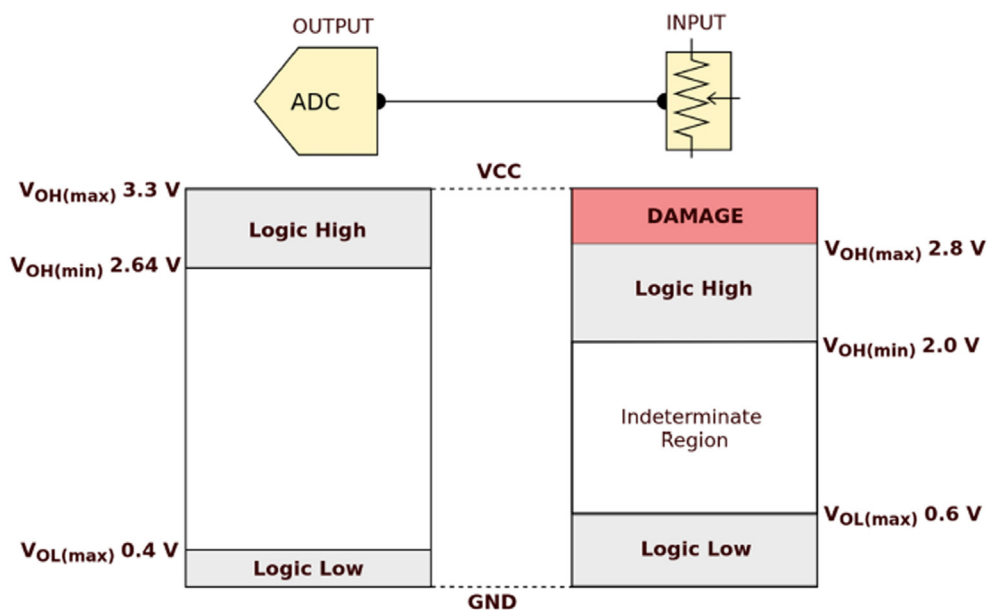 OUTPUT
INPUT
ADC
VCC
VOH(max) 3.3 V
Logic High
DAMAGE
VOH(max) 2.8 V
VOH(min) 2.64 V
Logic High
VOH(min) 2.0 V
Indeterminate
Region
VOL(max) 0.6 V
VOL(max) 0.4 V
Logic Low
Logic Low
GND